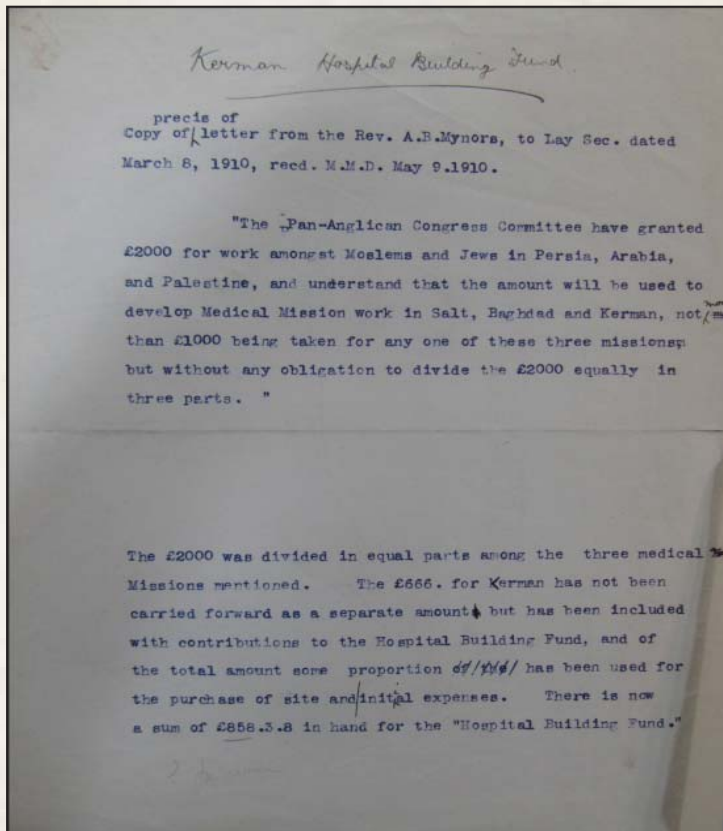 Kerman Hospital Building Fund.
precis of
Copy of letter from the Rev. A.B.Mynors, to Lay Sec. dated
March 8, 1910, recd. M.M.D. May 9.1910.
"The Pan-Anglican Congress Committee have granted
£2000 for work amongst Moslems and Jews in Persia, Arabia,
and Palestine, and understand that the amount will be used to
develop Medical Mission work in Salt, Baghdad and Kerman, not
than £1000 being taken for any one of these three missions;
but without any obligation to divide the £2000 equally in
three parts. "
The £2000 was divided in equal parts among the three medical
Missions mentioned. The £666. for Kerman has not been
carried forward as a separate amount but has been included
with contributions to the Hospital Building Fund, and of
the total amount some proportion has been used for
the purchase of site and/initial expenses. There is now
a sum of £858.3.8 in hand for the "Hospital Building Fund."